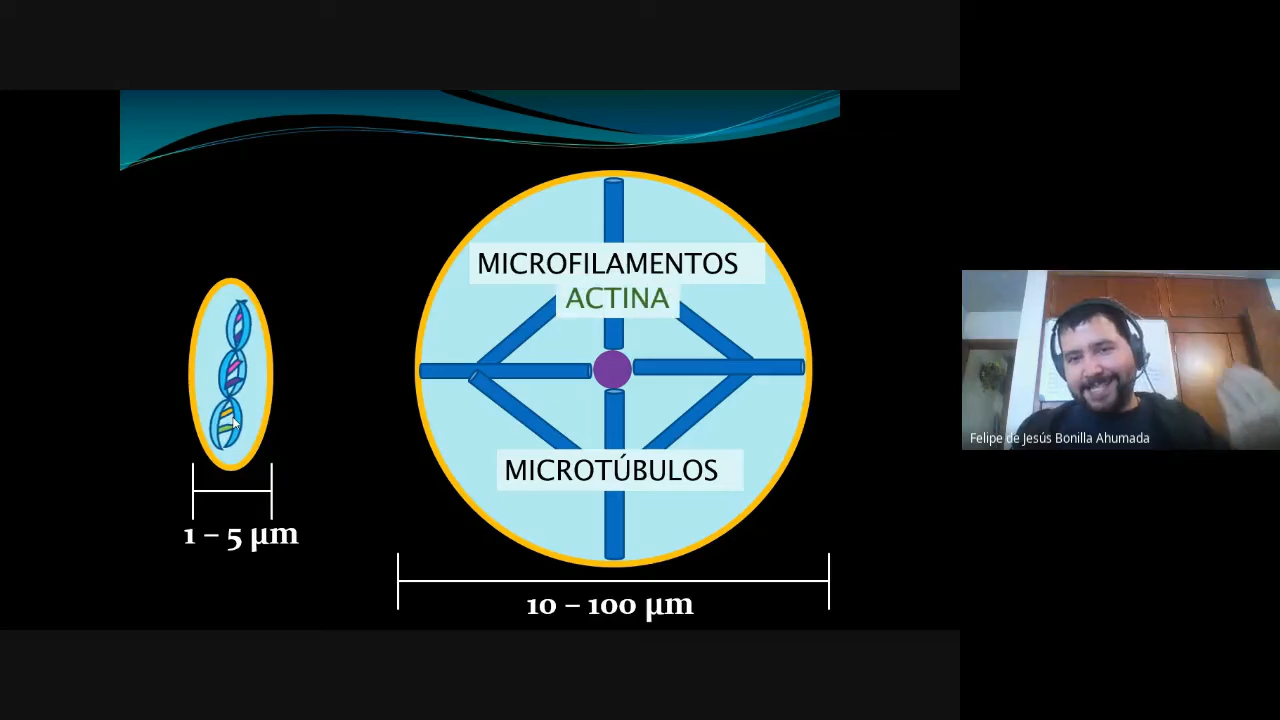 MICROFILAMENTOS
ACTINA
MICROTÚBULOS
1 – 5 µm
10 – 100 µm
Felipe de Jesús Bonilla Ahumada